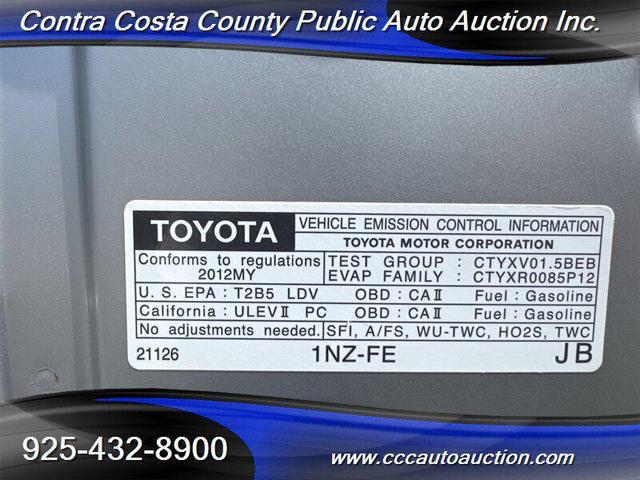 Contra Costa County Public Auto Auction Inc.
TOYOTA
VEHICLE EMISSION CONTROL INFORMATION
TOYOTA MOTOR CORPORATION
Conforms to regulations
2012MY
TEST GROUP : CTYXV01.5BEB
EVAP FAMILY : CTYXR0085P12
U. S. EPA : T2B5 LDV OBD : CAⅡ Fuel : Gasoline
California : ULEVⅡ PC OBD : CAⅡ Fuel : Gasoline
No adjustments needed. SFI, A/FS, WU-TWC, HO2S, TWC
21126 1NZ-FE JB
925-432-8900
www.cccautoauction.com